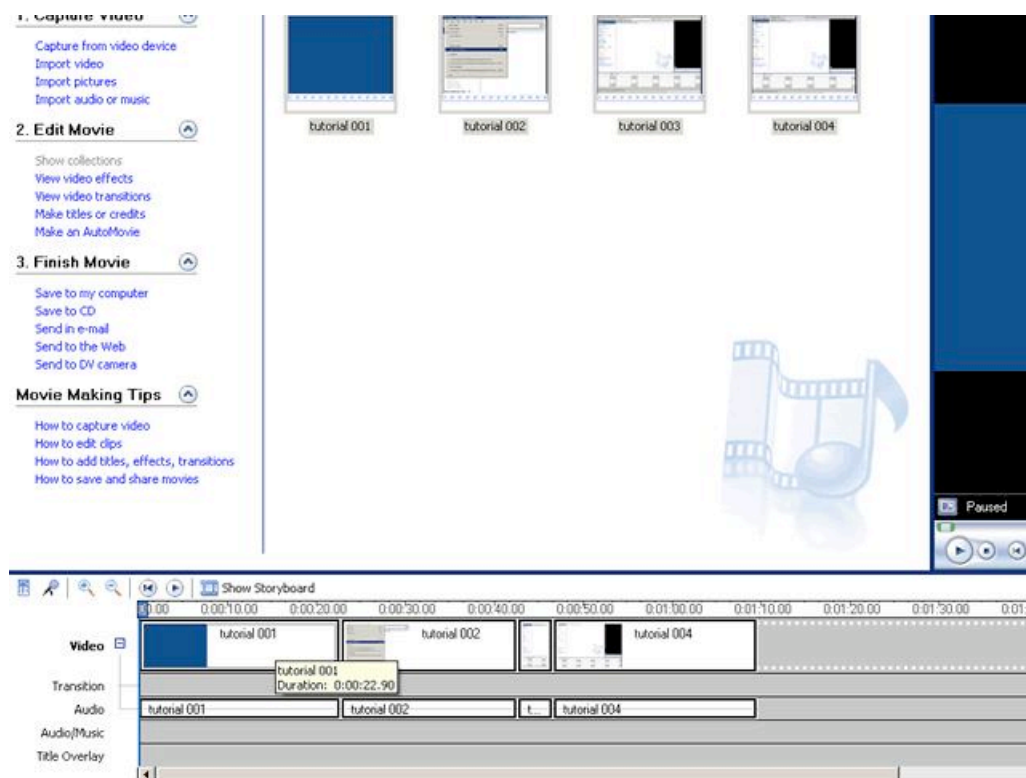 1. Capture Video
Capture from video device
Import video
Import pictures
Import audio or music
2. Edit Movie
Show collections
View video effects
View video transitions
Make titles or credits
Make an AutoMovie
3. Finish Movie
Save to my computer
Save to CD
Send in e-mail
Send to the Web
Send to DV camera
Movie Making Tips
How to capture video
How to edit clips
How to add titles, effects, transitions
How to save and share movies
tutorial 001 tutorial 002 tutorial 003 tutorial 004
Paused
Show Storyboard
0:00:10.00 0:00:20.00 0:00:30.00 0:00:40.00 0:00:50.00 0:01:00.00 0:01:10.00 0:01:20.00 0:01:30.00
Video tutorial 001 tutorial 002 tutorial 004
tutorial 001
Duration: 0:00:22.90
Transition
Audio tutorial 001 tutorial 002 t... tutorial 004
Audio/Music
Title Overlay